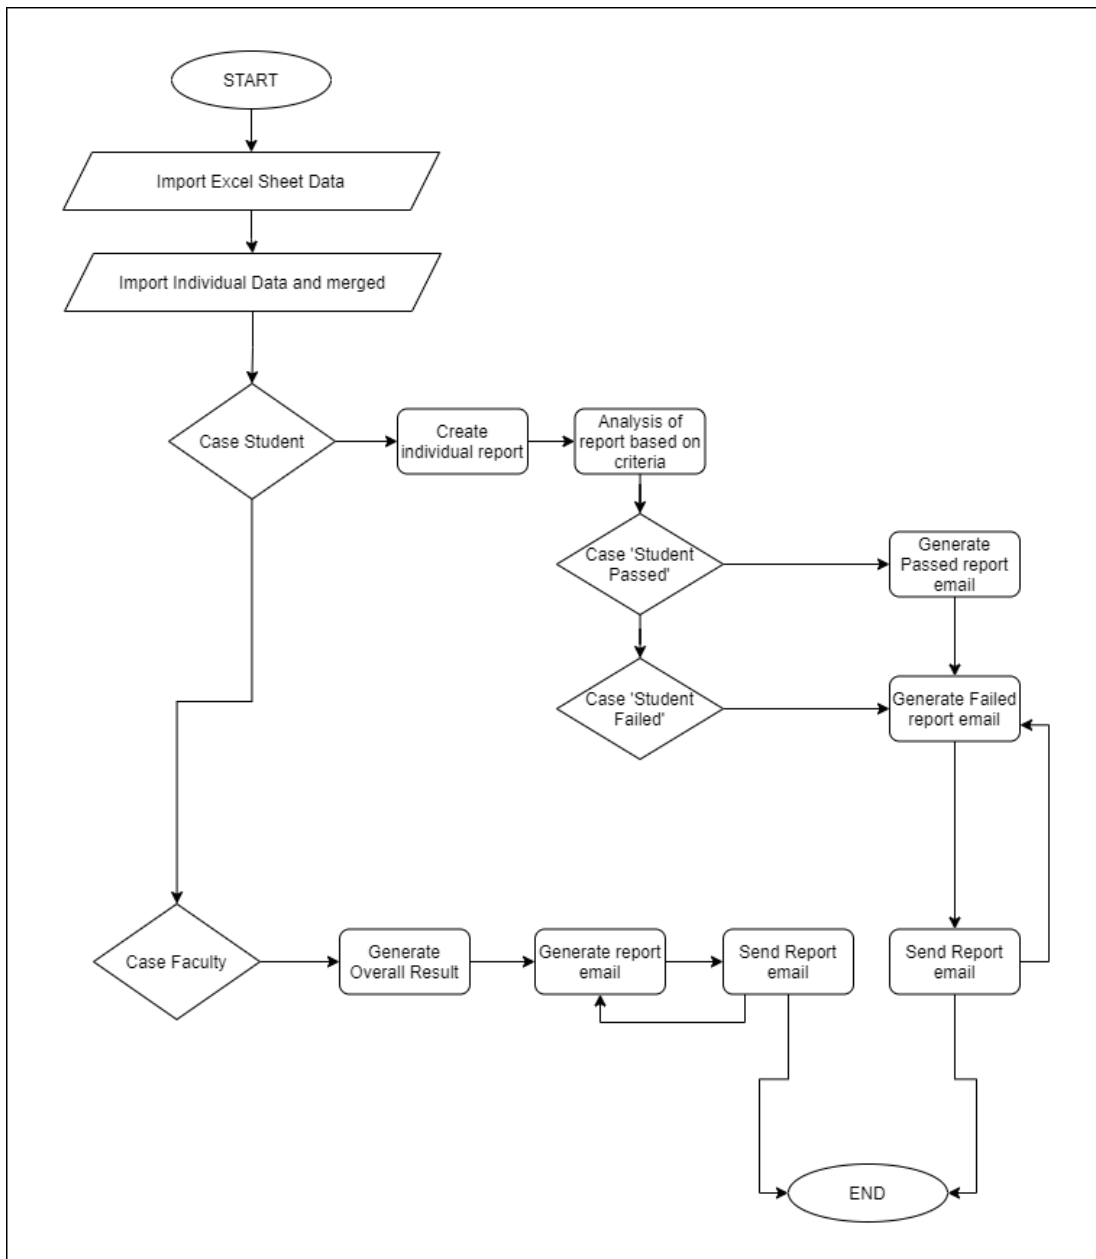 START
Import Excel Sheet Data
Import Individual Data and merged
Case Student
Create
individual report
Analysis of
report based on
criteria
Case 'Student
Passed'
Generate
Passed report
email
Case 'Student
Failed'
Generate Failed
report email
Case Faculty
Generate
Overall Result
Generate report
email
Send Report
email
Send Report
email
END